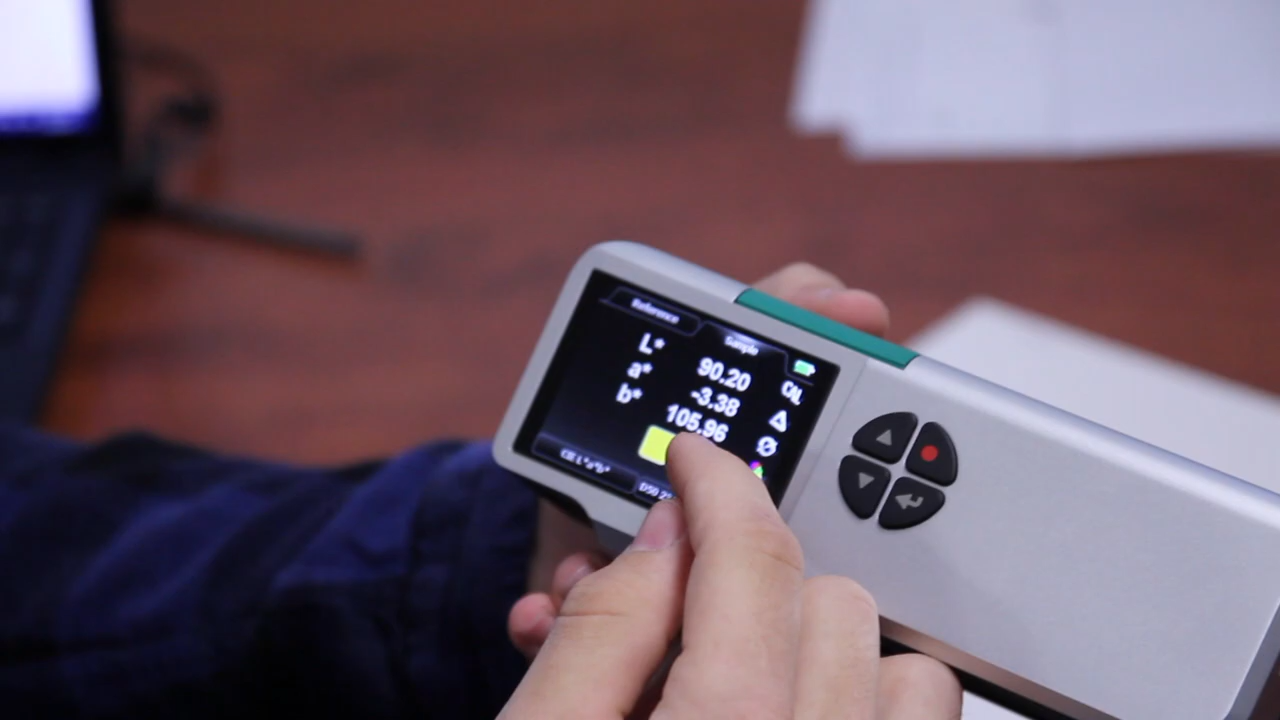 Reference
Sample
L* 90.20
a* -3.38
b* 105.96
CAL
CIE L*a*b*
D50